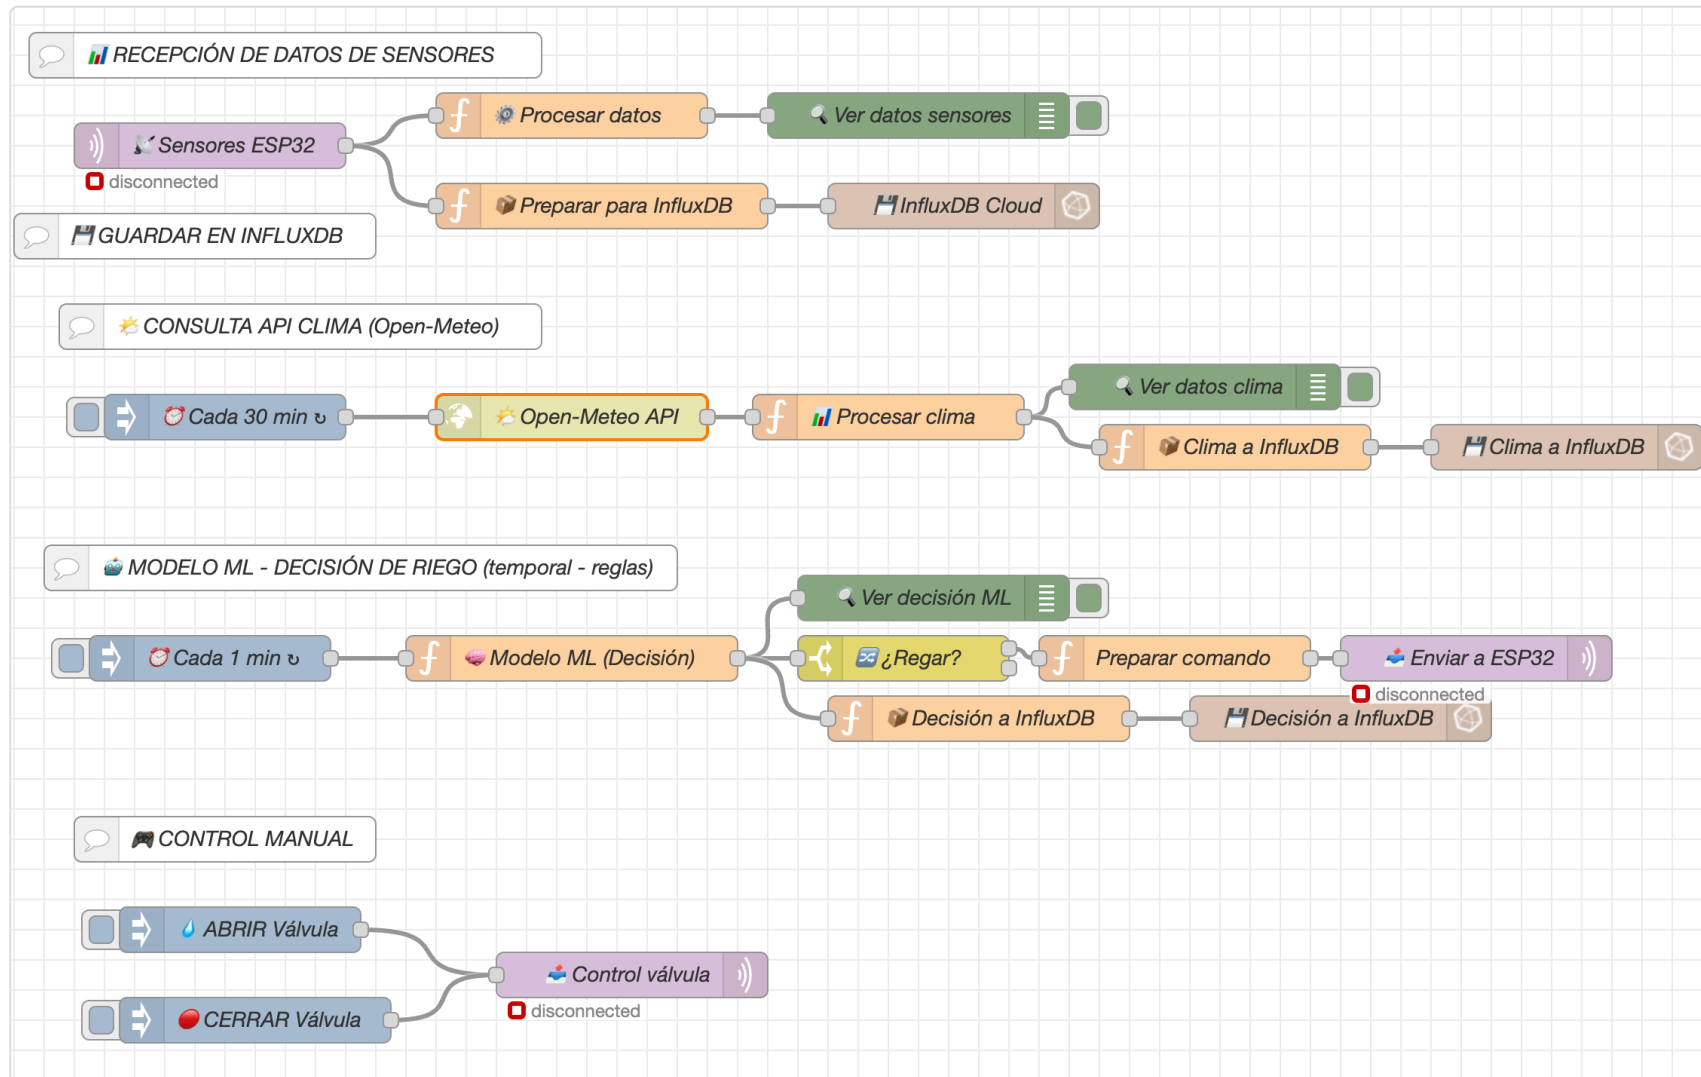 RECEPCIÓN DE DATOS DE SENSORES
Procesar datos
Ver datos sensores
Sensores ESP32
disconnected
Preparar para InfluxDB
InfluxDB Cloud
GUARDAR EN INFLUXDB
CONSULTA API CLIMA (Open-Meteo)
Ver datos clima
Cada 30 min ↻
Open-Meteo API
Procesar clima
Clima a InfluxDB
Clima a InfluxDB
MODELO ML - DECISIÓN DE RIEGO (temporal - reglas)
Ver decisión ML
Cada 1 min ↻
Modelo ML (Decisión)
¿Regar?
Preparar comando
Enviar a ESP32
disconnected
Decisión a InfluxDB
Decisión a InfluxDB
CONTROL MANUAL
ABRIR Válvula
Control válvula
disconnected
CERRAR Válvula